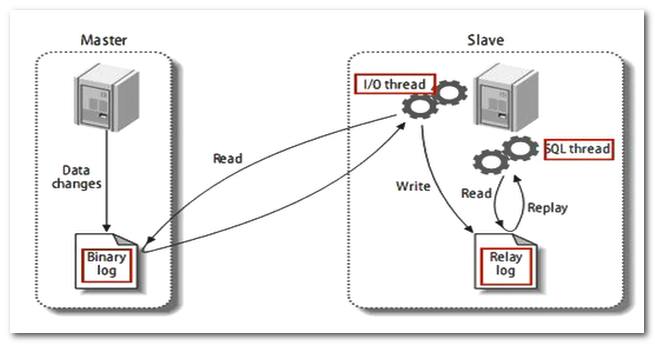 Master
Slave
I/O thread
Data
changes
Read
SQL thread
Write
Read
Replay
Binary
log
Relay
log